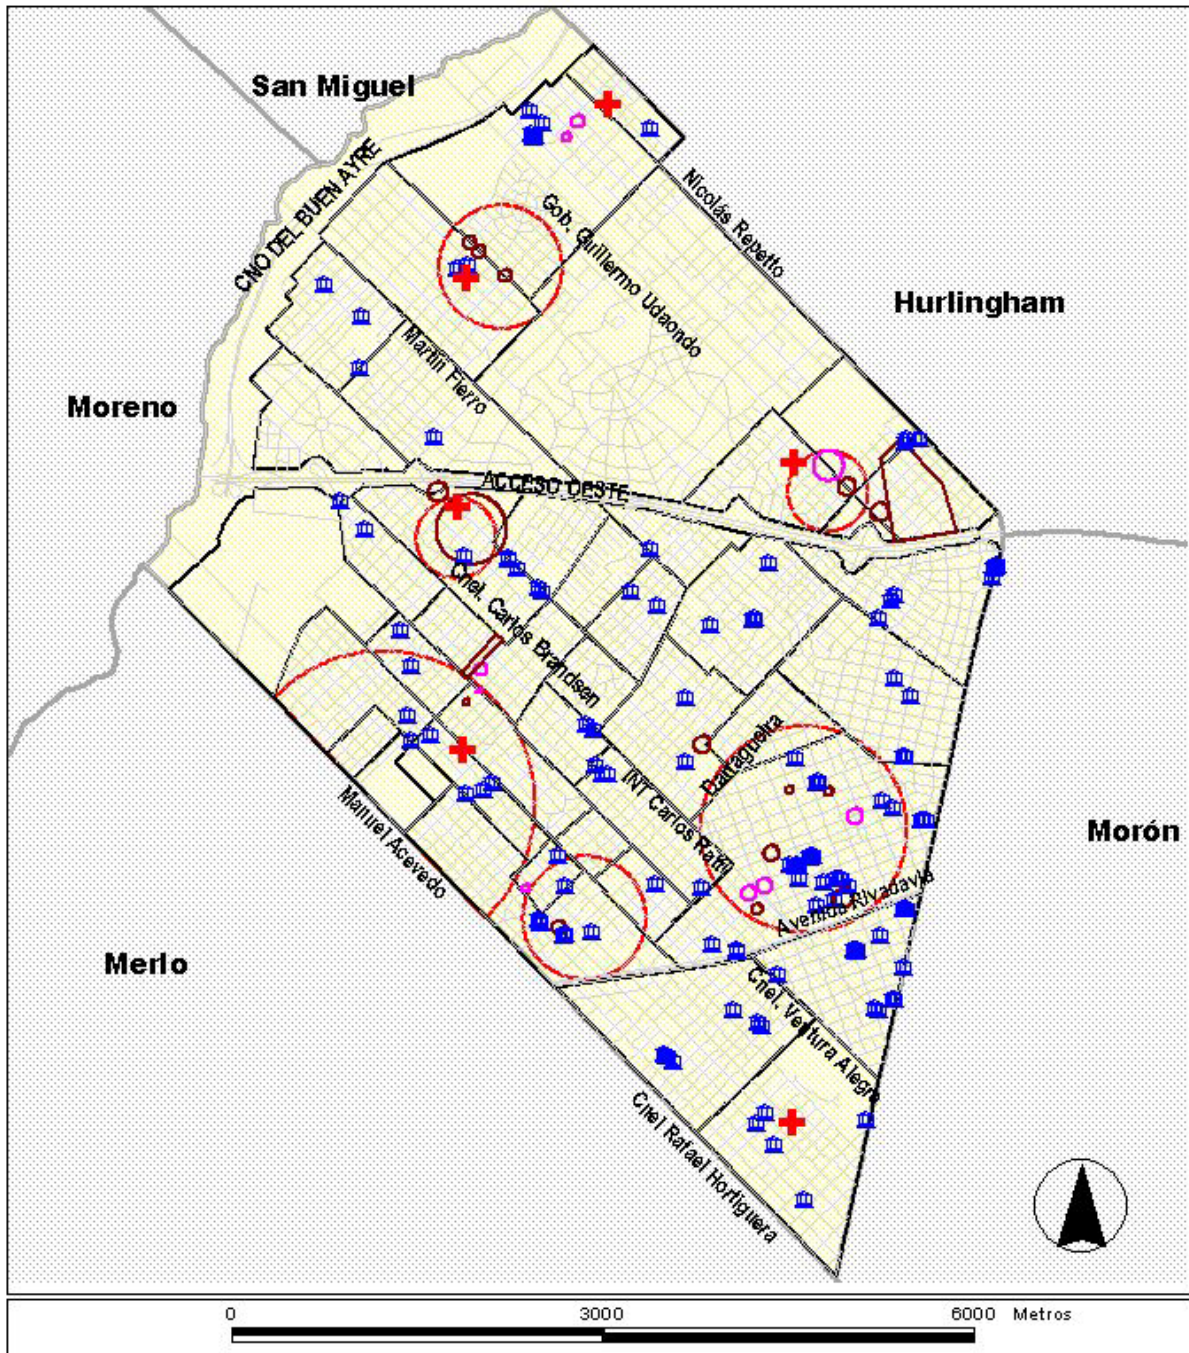 San Miguel
CNO DEL BUEN AYRE
Nicolás Repetto
Gob. Guillermo Udaondo
Hurlingham
Martín Fierro
Moreno
ACCESO OESTE
Cnel. Carlos Brandsen
Darragueira
INT Carlos Ratti
Manuel Acevedo
Morón
Avenida Rivadavia
Merlo
Cnel. Ventura Alegre
Cnel Rafael Hortiguera
0 3000 6000 Metros